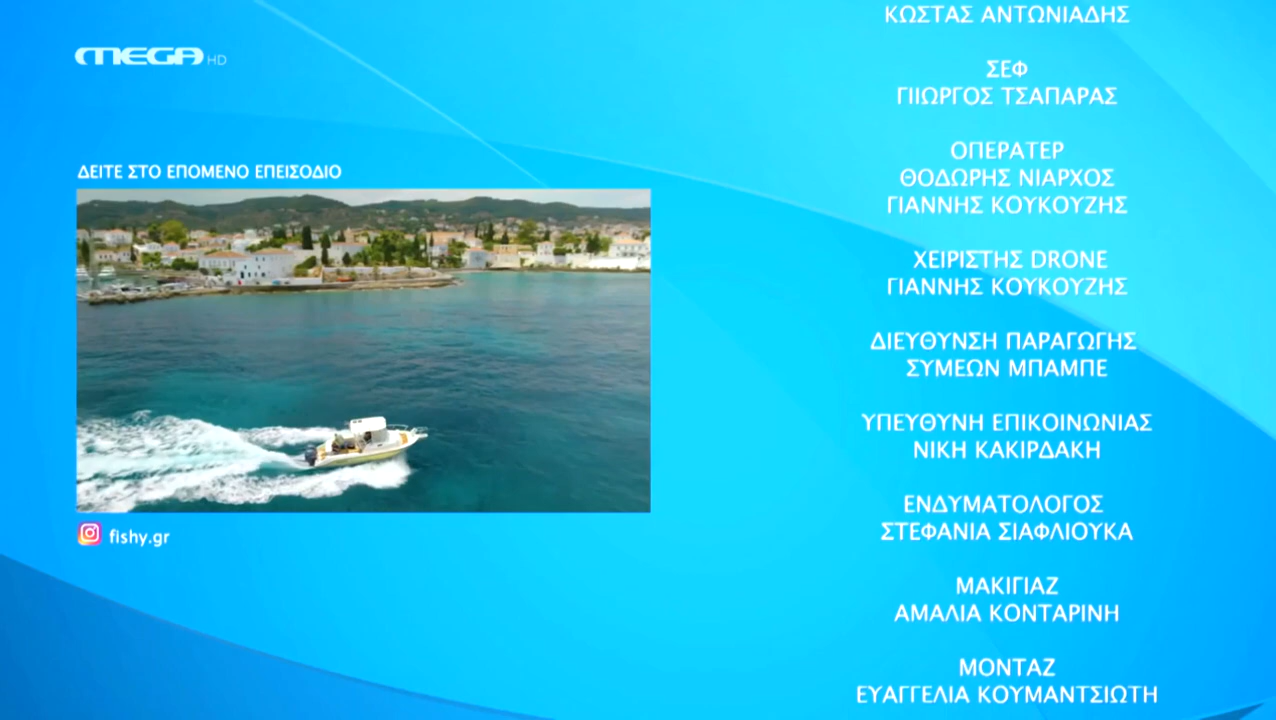 MEGA HD
ΔΕΙΤΕ ΣΤΟ ΕΠΟΜΕΝΟ ΕΠΕΙΣΟΔΙΟ
fishy.gr
ΚΩΣΤΑΣ ΑΝΤΩΝΙΑΔΗΣ
ΣΕΦ
ΓΙΙΩΡΓΟΣ ΤΣΑΠΑΡΑΣ
ΟΠΕΡΑΤΕΡ
ΘΟΔΩΡΗΣ ΝΙΑΡΧΟΣ
ΓΙΑΝΝΗΣ ΚΟΥΚΟΥΖΗΣ
ΧΕΙΡΙΣΤΗΣ DRONE
ΓΙΑΝΝΗΣ ΚΟΥΚΟΥΖΗΣ
ΔΙΕΥΘΥΝΣΗ ΠΑΡΑΓΩΓΗΣ
ΣΥΜΕΩΝ ΜΠΑΜΠΕ
ΥΠΕΥΘΥΝΗ ΕΠΙΚΟΙΝΩΝΙΑΣ
ΝΙΚΗ ΚΑΚΙΡΔΑΚΗ
ΕΝΔΥΜΑΤΟΛΟΓΟΣ
ΣΤΕΦΑΝΙΑ ΣΙΑΦΛΙΟΥΚΑ
ΜΑΚΙΓΙΑΖ
ΑΜΑΛΙΑ ΚΟΝΤΑΡΙΝΗ
ΜΟΝΤΑΖ
ΕΥΑΓΓΕΛΙΑ ΚΟΥΜΑΝΤΣΙΩΤΗ